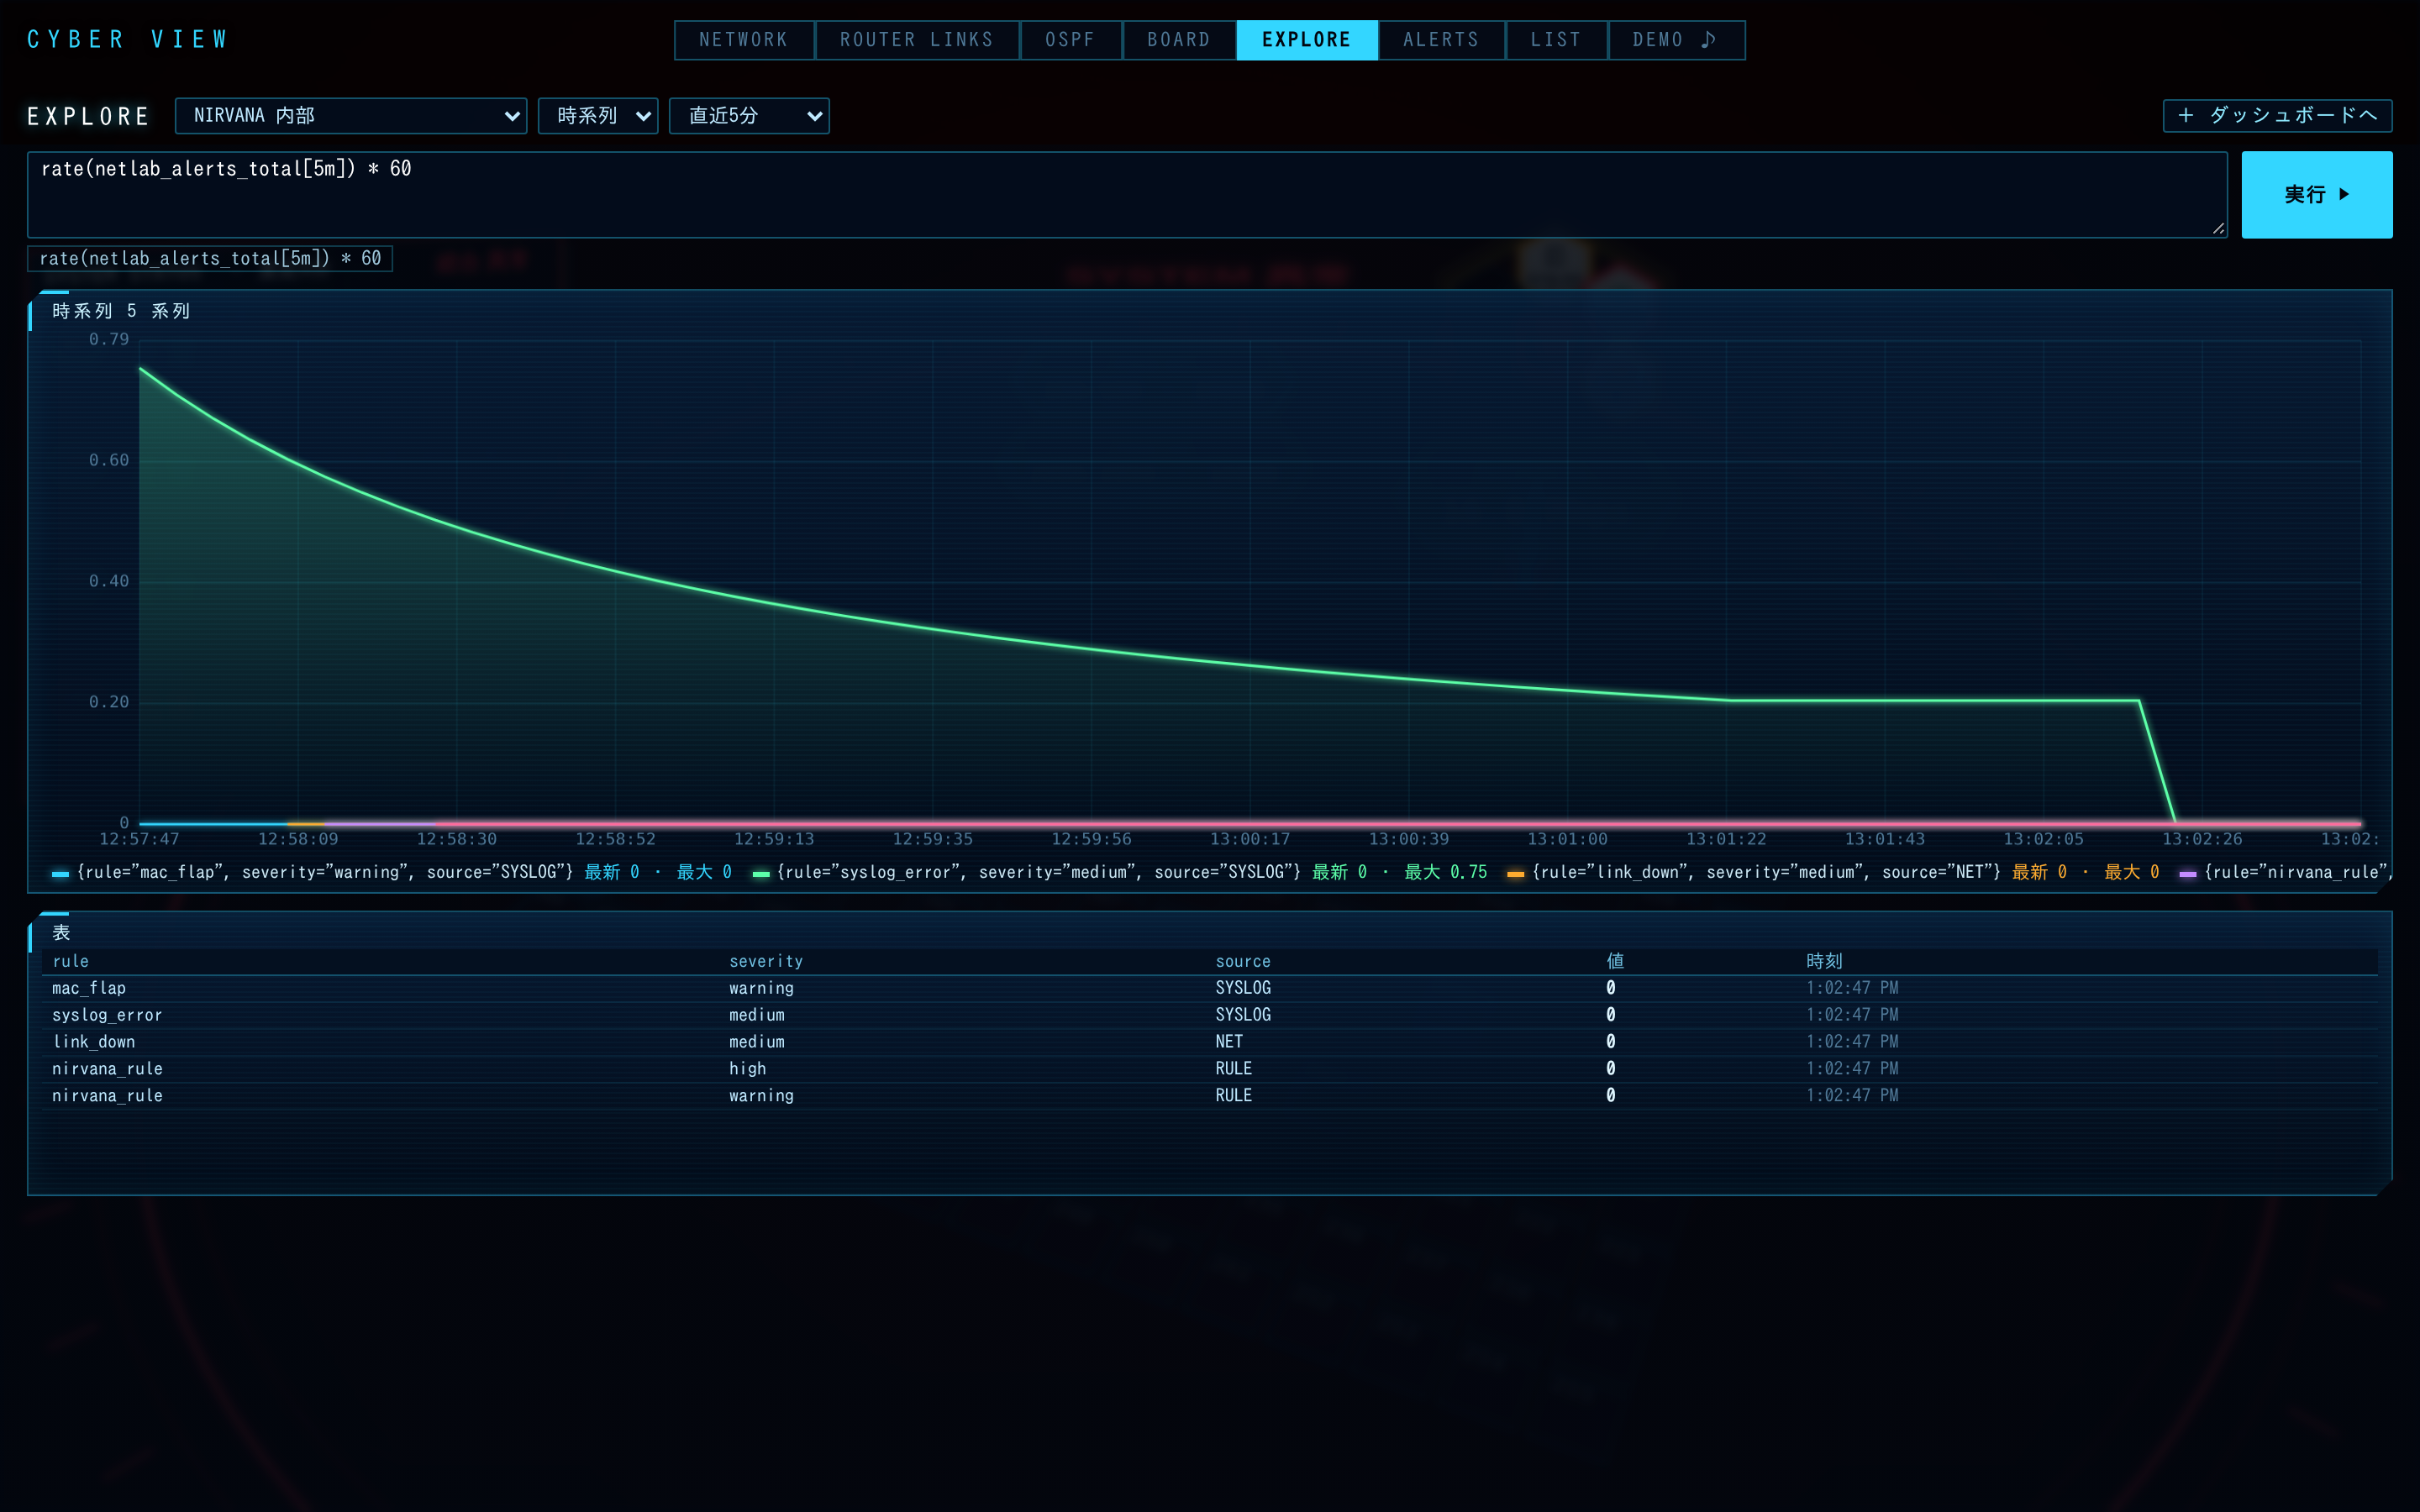 CYBER VIEW
NETWORK ROUTER LINKS OSPF BOARD EXPLORE ALERTS LIST DEMO ♪
EXPLORE NIRVANA 内部 時系列 直近5分 + ダッシュボードへ
rate(netlab_alerts_total[5m]) * 60
実行 ▶
rate(netlab_alerts_total[5m]) * 60
時系列 5 系列
0.79
0.60
0.40
0.20
0
12:57:47 12:58:09 12:58:30 12:58:52 12:59:13 12:59:35 12:59:56 13:00:17 13:00:39 13:01:00 13:01:22 13:01:43 13:02:05 13:02:26 13:02:
{rule="mac_flap", severity="warning", source="SYSLOG"} 最新 0 · 最大 0 {rule="syslog_error", severity="medium", source="SYSLOG"} 最新 0 · 最大 0.75 {rule="link_down", severity="medium", source="NET"} 最新 0 · 最大 0 {rule="nirvana_rule",
表
rule severity source 値 時刻
mac_flap warning SYSLOG 0 1:02:47 PM
syslog_error medium SYSLOG 0 1:02:47 PM
link_down medium NET 0 1:02:47 PM
nirvana_rule high RULE 0 1:02:47 PM
nirvana_rule warning RULE 0 1:02:47 PM